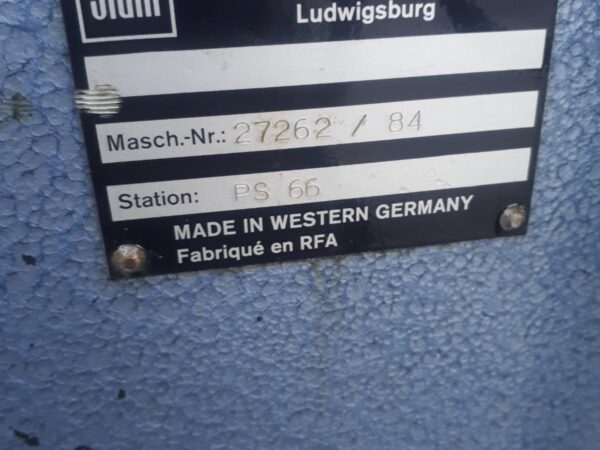 Ludwigsburg
Masch.-Nr.: 27262 / 84
Station: PS 66
MADE IN WESTERN GERMANY
Fabriqué en RFA